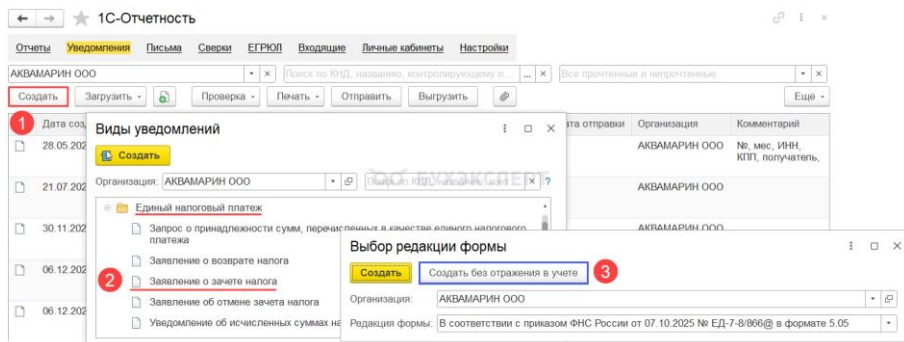 1С-Отчетность
Отчеты Уведомления Письма Сверки ЕГРЮЛ Входящие Личные кабинеты Настройки
АКВАМАРИН ООО Поиск по КНД, названию, контролирующему о... ... Все прочтенные и непрочтенные
Создать Загрузить Проверка Печать Отправить Выгрузить Еще
1
Дата соз та отправки Организация Комментарий
28.05.202 АКВАМАРИН ООО №, мес, ИНН,
КПП, получатель,
21.07.202 АКВАМАРИН ООО
30.11.202 АКВАМАРИН ООО
06.12.202
06.12.202
Виды уведомлений
Создать
Организация: АКВАМАРИН ООО Поиск по КНД, ?
БУХЭКСПЕРТ
Единый налоговый платеж
Запрос о принадлежности сумм, перечисленных в качестве единого налогового
платежа
Заявление о возврате налога
2 Заявление о зачете налога
Заявление об отмене зачета налога
Уведомление об исчисленных суммах на
Выбор редакции формы
Создать Создать без отражения в учете 3
Организация: АКВАМАРИН ООО
Редакция формы: В соответствии с приказом ФНС России от 07.10.2025 № ЕД-7-8/866@ в формате 5.05